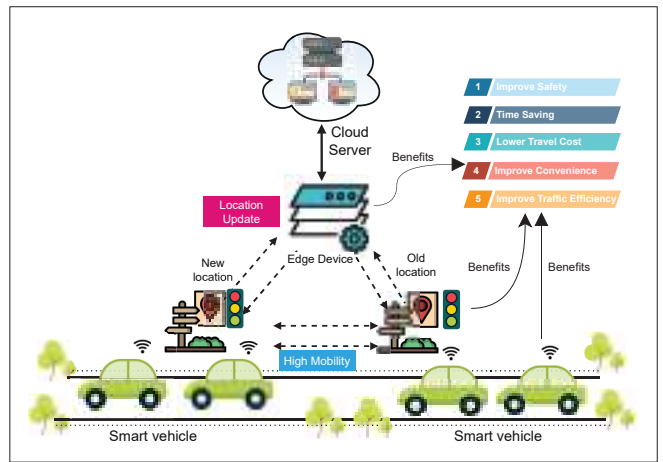 Cloud
Server
1 Improve Safety
2 Time Saving
3 Lower Travel Cost
4 Improve Convenience
5 Improve Traffic Efficiency
Benefits
Location
Update
New
location
Edge Device
Old
location
Benefits
Benefits
High Mobility
Smart vehicle
Smart vehicle